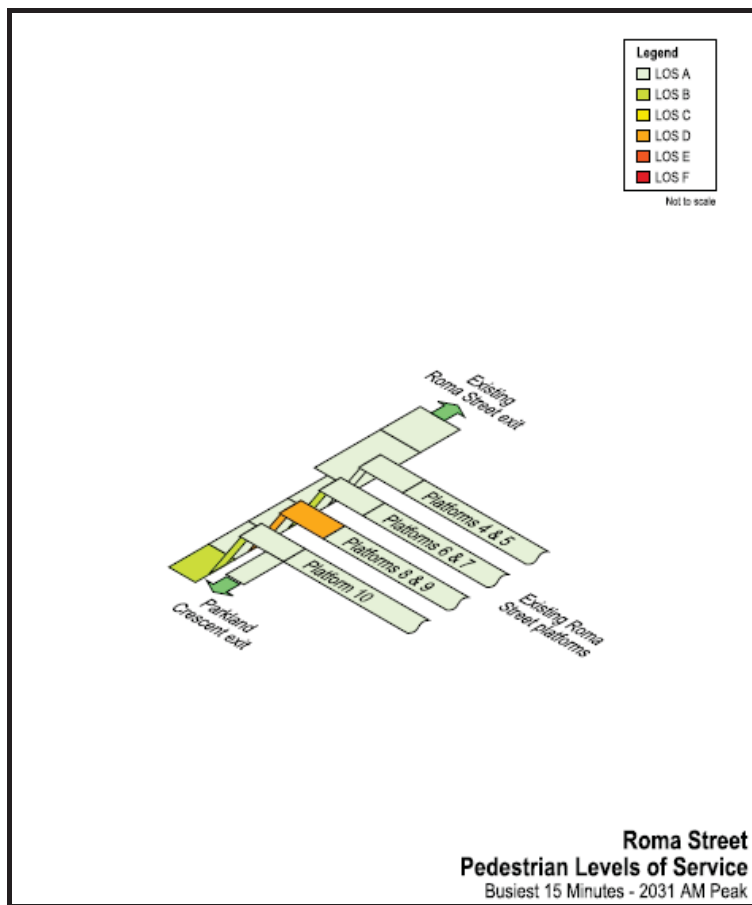 Legend
LOS A
LOS B
LOS C
LOS D
LOS E
LOS F
Not to scale
Existing
Roma Street exit
Platforms 4 & 5
Platforms 6 & 7
Platforms 8 & 9
Platform 10
Existing Roma
Street platforms
Parkland
Crescent exit
Roma Street
Pedestrian Levels of Service
Busiest 15 Minutes - 2031 AM Peak